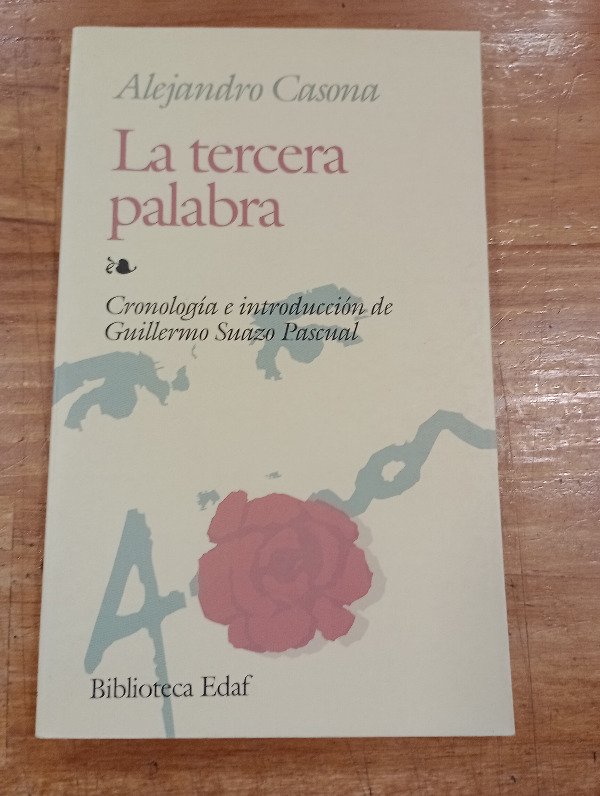 Alejandro Casona
La tercera
palabra
Cronología e introducción de
Guillermo Suazo Pascual
Biblioteca Edaf